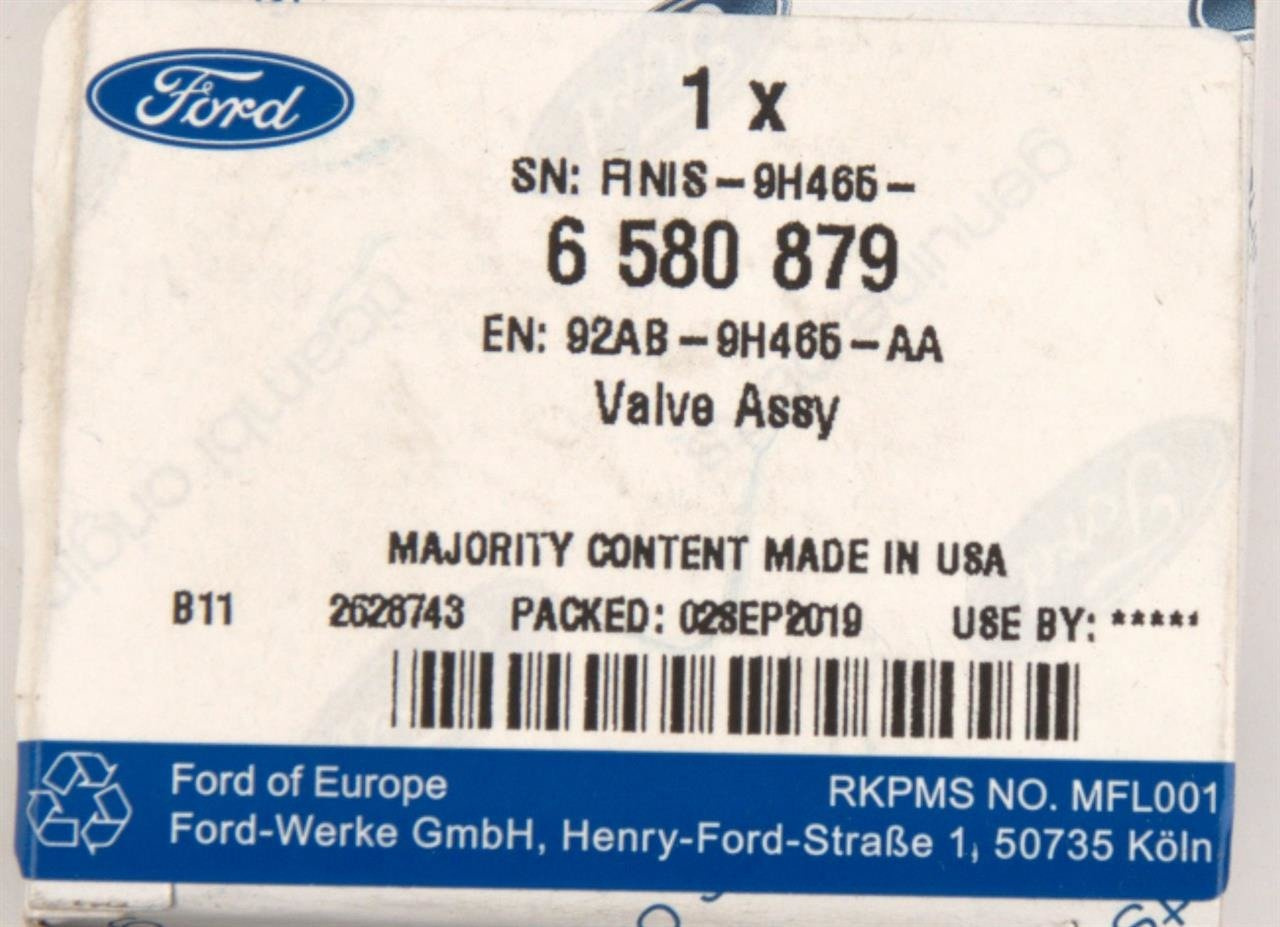 Ford
1 x
SN: FINIS-9H465-
6 580 879
EN: 92AB-9H465-AA
Valve Assy
MAJORITY CONTENT MADE IN USA
B11 2628743 PACKED: 02SEP2019 USE BY: *****
Ford of Europe RKPMS NO. MFL001
Ford-Werke GmbH, Henry-Ford-Straße 1, 50735 Köln